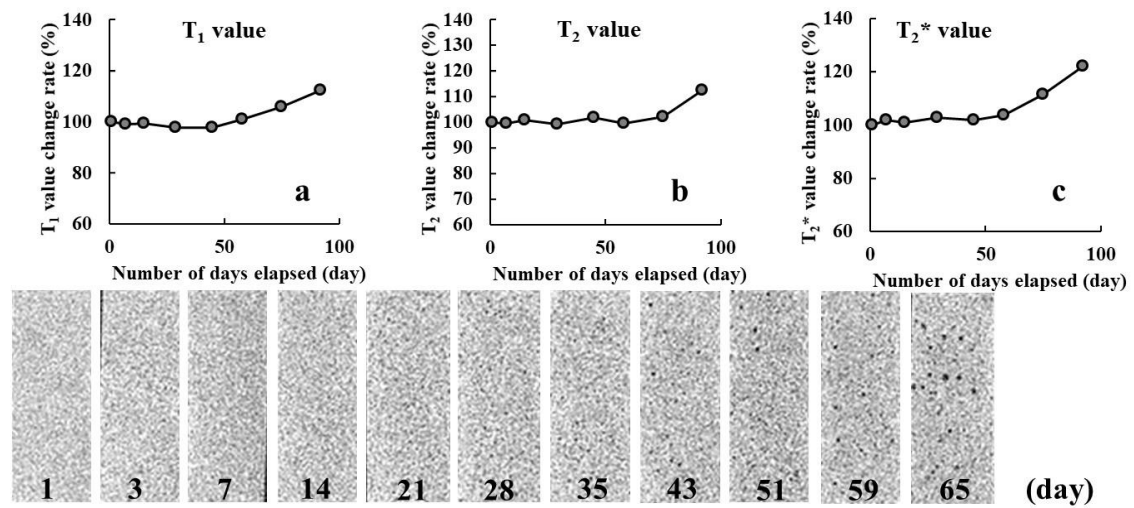 T1 value
T1 value change rate (%)
140
120
100
80
60
0
50
100
a
Number of days elapsed (day)
T2 value
T2 value change rate (%)
140
130
120
110
100
90
80
70
60
0
50
100
b
Number of days elapsed (day)
T2* value
T2* value change rate (%)
140
120
100
80
60
0
50
100
c
Number of days elapsed (day)
1 3 7 14 21 28 35 43 51 59 65 (day)